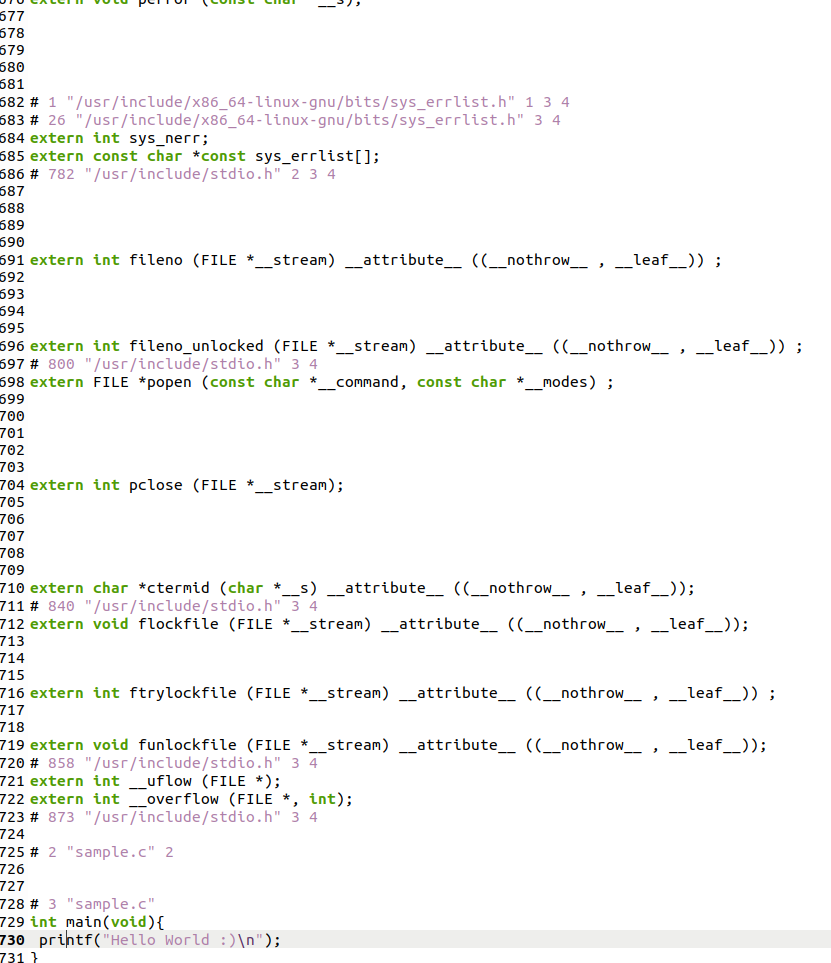 676 extern void perror (const char *__s);
677
678
679
680
681
682 # 1 "/usr/include/x86_64-linux-gnu/bits/sys_errlist.h" 1 3 4
683 # 26 "/usr/include/x86_64-linux-gnu/bits/sys_errlist.h" 3 4
684 extern int sys_nerr;
685 extern const char *const sys_errlist[];
686 # 782 "/usr/include/stdio.h" 2 3 4
687
688
689
690
691 extern int fileno (FILE *__stream) __attribute__ ((__nothrow__ , __leaf__)) ;
692
693
694
695
696 extern int fileno_unlocked (FILE *__stream) __attribute__ ((__nothrow__ , __leaf__)) ;
697 # 800 "/usr/include/stdio.h" 3 4
698 extern FILE *popen (const char *__command, const char *__modes) ;
699
700
701
702
703
704 extern int pclose (FILE *__stream);
705
706
707
708
709
710 extern char *ctermid (char *__s) __attribute__ ((__nothrow__ , __leaf__));
711 # 840 "/usr/include/stdio.h" 3 4
712 extern void flockfile (FILE *__stream) __attribute__ ((__nothrow__ , __leaf__));
713
714
715
716 extern int ftrylockfile (FILE *__stream) __attribute__ ((__nothrow__ , __leaf__)) ;
717
718
719 extern void funlockfile (FILE *__stream) __attribute__ ((__nothrow__ , __leaf__));
720 # 858 "/usr/include/stdio.h" 3 4
721 extern int __uflow (FILE *);
722 extern int __overflow (FILE *, int);
723 # 873 "/usr/include/stdio.h" 3 4
724
725 # 2 "sample.c" 2
726
727
728 # 3 "sample.c"
729 int main(void){
730  printf("Hello World :)\n");
731 }